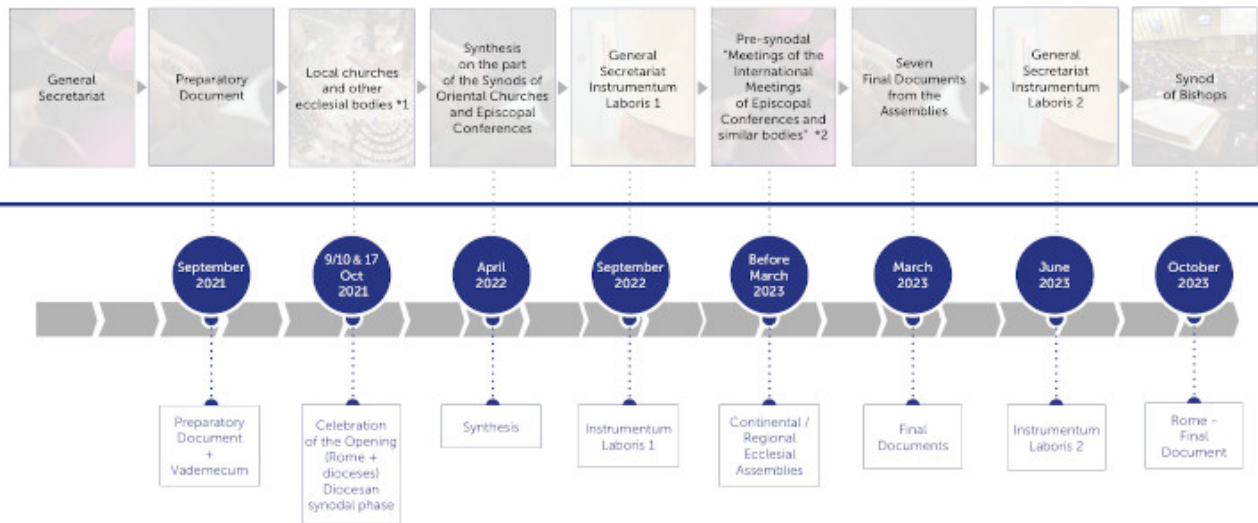 General
Secretariat
Preparatory
Document
Local churches
and other
ecclesial bodies *1
Synthesis
on the part
of the Synods of
Oriental Churches
and Episcopal
Conferences
General
Secretariat
Instrumentum
Laboris 1
Pre-synodal
"Meetings of the
International
Meetings
of Episcopal
Conferences and
similar bodies" *2
Seven
Final Documents
from the
Assemblies
General
Secretariat
Instrumentum
Laboris 2
Synod
of Bishops
September
2021
9/10 & 17
Oct
2021
April
2022
September
2022
Before
March
2023
March
2023
June
2023
October
2023
Preparatory
Document
+
Vademecum
Celebration
of the Opening
(Rome +
dioceses)
Diocesan
synodal phase
Synthesis
Instrumentum
Laboris 1
Continental /
Regional
Ecclesial
Assemblies
Final
Documents
Instrumentum
Laboris 2
Rome -
Final
Document